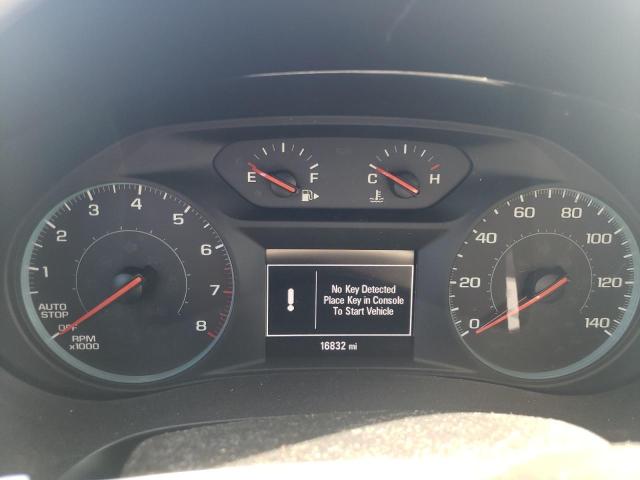 E F
C H
1 2 3 4 5 6 7 8
AUTO
STOP
OFF
RPM
x1000
No Key Detected
Place Key in Console
To Start Vehicle
!
16832 mi
0 20 40 60 80 100 120 140